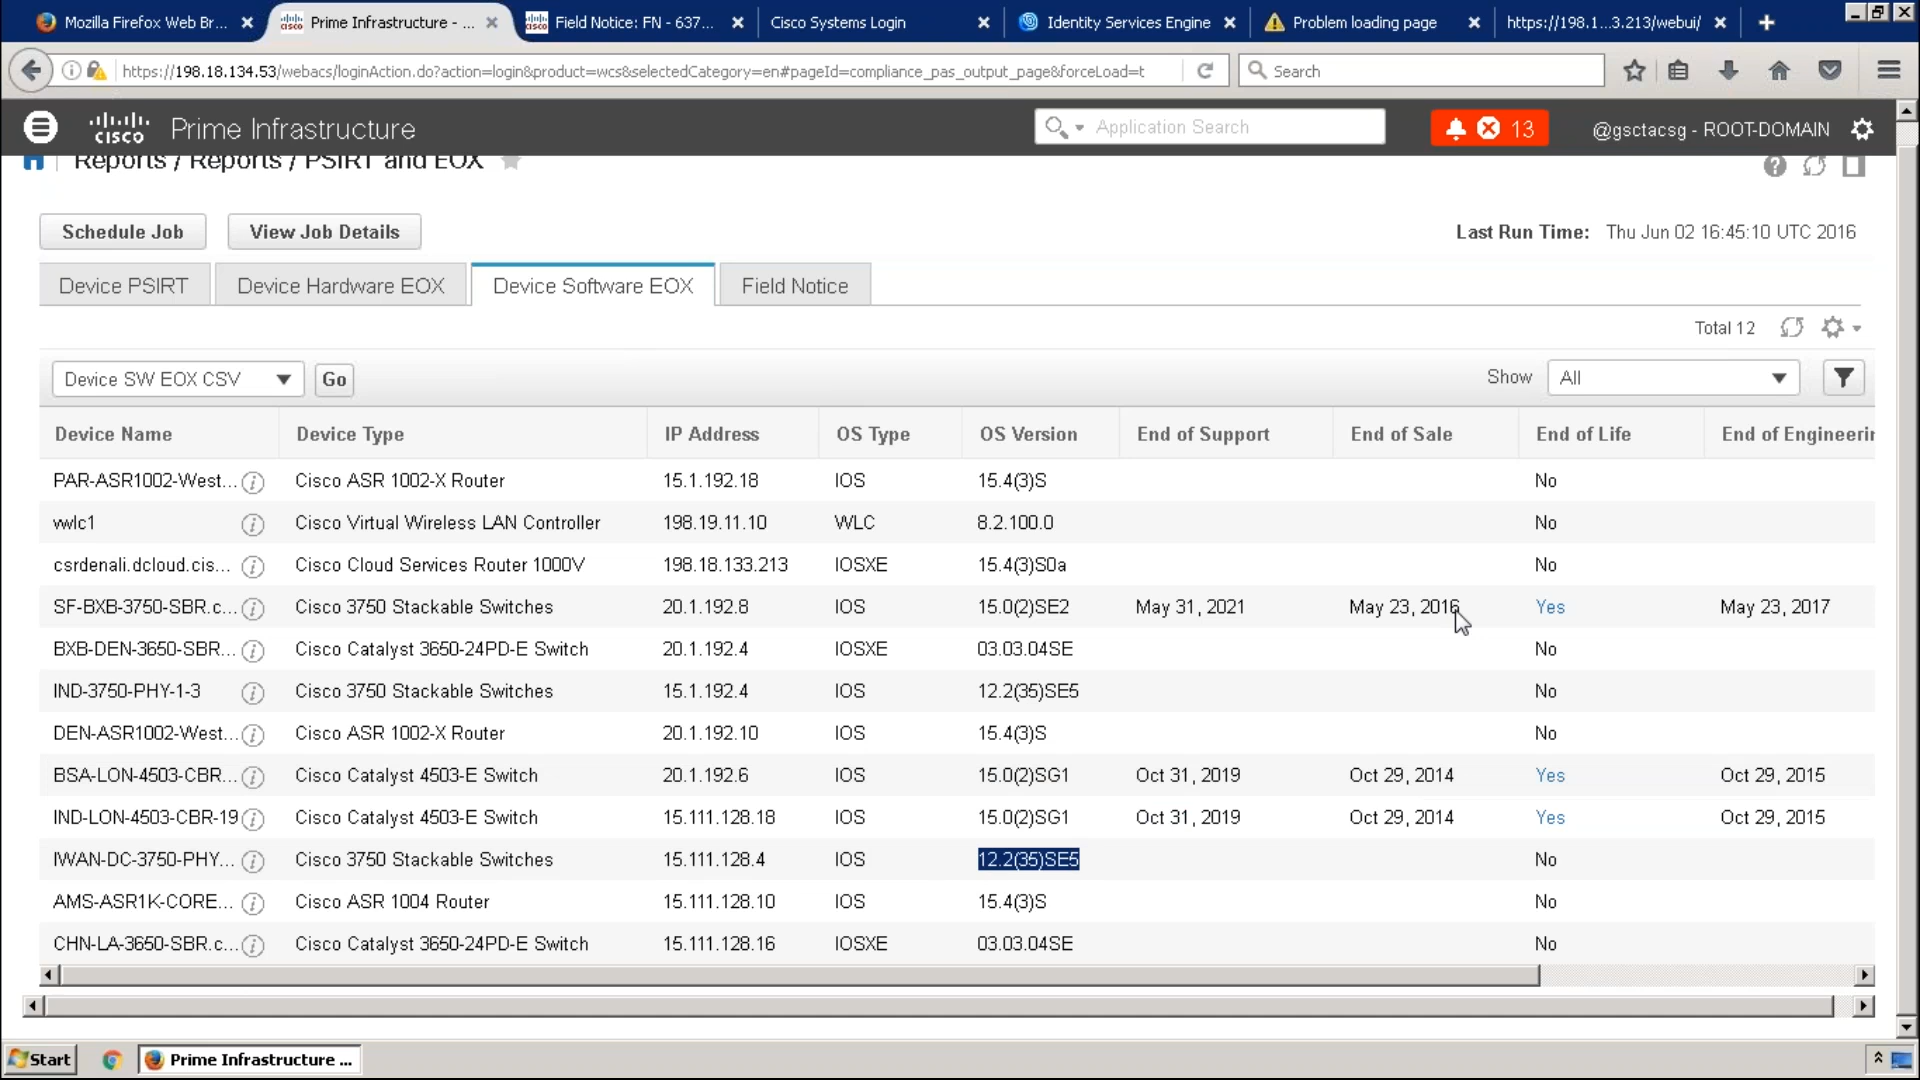 Mozilla Firefox Web Br... Prime Infrastructure - ... Field Notice: FN - 637... Cisco Systems Login Identity Services Engine Problem loading page https://198.1...3.213/webui/
https://198.18.134.53/webacs/loginAction.do?action=login&product=wcs&selectedCategory=en#pageId=compliance_pas_output_page&forceLoad=t Search
cisco Prime Infrastructure Application Search 13 @gsctacsg - ROOT-DOMAIN
Reports / Reports / PSIRT and EOX
Schedule Job View Job Details Last Run Time: Thu Jun 02 16:45:10 UTC 2016
Device PSIRT Device Hardware EOX Device Software EOX Field Notice
Total 12
Device SW EOX CSV Go Show All
Device Name Device Type IP Address OS Type OS Version End of Support End of Sale End of Life End of Engineerin
PAR-ASR1002-West... Cisco ASR 1002-X Router 15.1.192.18 IOS 15.4(3)S No
vwlc1 Cisco Virtual Wireless LAN Controller 198.19.11.10 WLC 8.2.100.0 No
csrdenali.dcloud.cis... Cisco Cloud Services Router 1000V 198.18.133.213 IOSXE 15.4(3)S0a No
SF-BXB-3750-SBR.c... Cisco 3750 Stackable Switches 20.1.192.8 IOS 15.0(2)SE2 May 31, 2021 May 23, 2016 Yes May 23, 2017
BXB-DEN-3650-SBR... Cisco Catalyst 3650-24PD-E Switch 20.1.192.4 IOSXE 03.03.04SE No
IND-3750-PHY-1-3 Cisco 3750 Stackable Switches 15.1.192.4 IOS 12.2(35)SE5 No
DEN-ASR1002-West... Cisco ASR 1002-X Router 20.1.192.10 IOS 15.4(3)S No
BSA-LON-4503-CBR... Cisco Catalyst 4503-E Switch 20.1.192.6 IOS 15.0(2)SG1 Oct 31, 2019 Oct 29, 2014 Yes Oct 29, 2015
IND-LON-4503-CBR-19 Cisco Catalyst 4503-E Switch 15.111.128.18 IOS 15.0(2)SG1 Oct 31, 2019 Oct 29, 2014 Yes Oct 29, 2015
IWAN-DC-3750-PHY... Cisco 3750 Stackable Switches 15.111.128.4 IOS 12.2(35)SE5 No
AMS-ASR1K-CORE... Cisco ASR 1004 Router 15.111.128.10 IOS 15.4(3)S No
CHN-LA-3650-SBR.c... Cisco Catalyst 3650-24PD-E Switch 15.111.128.16 IOSXE 03.03.04SE No
Start Prime Infrastructure ...